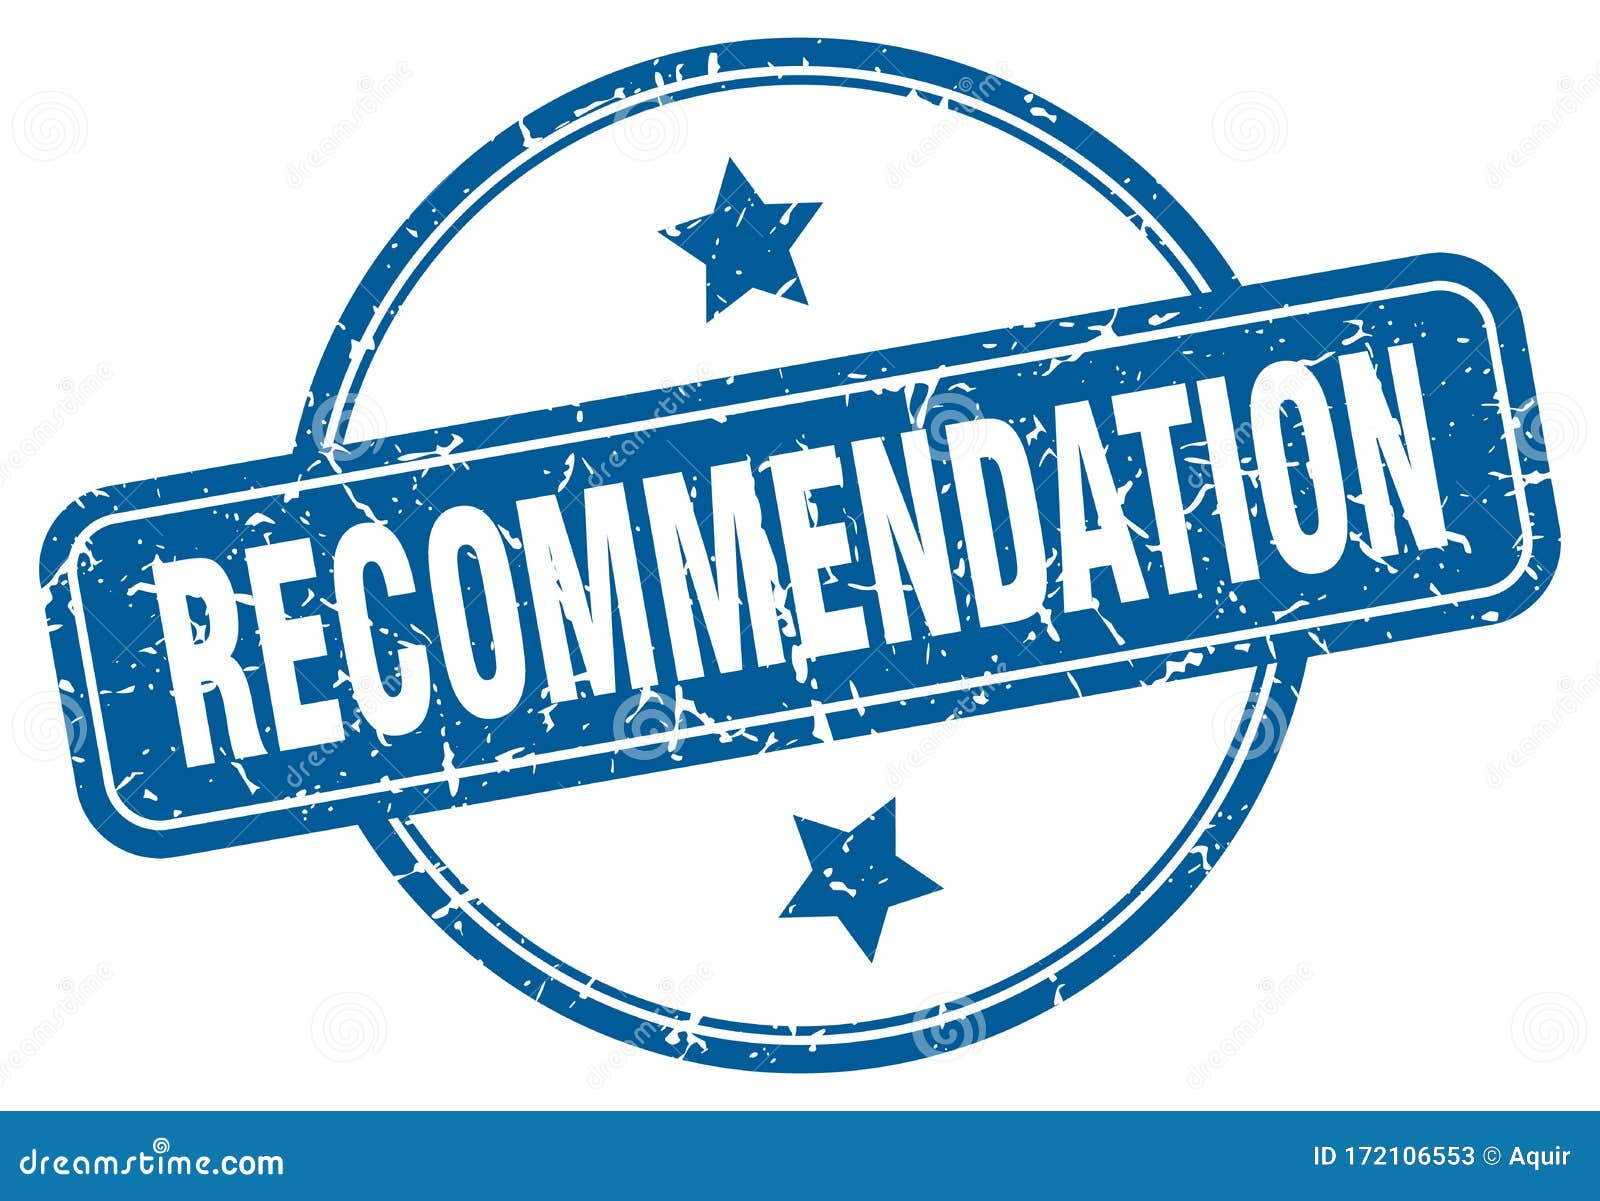 RECOMMENDATION
dreamstime.com
ID 172106553 © Aquir